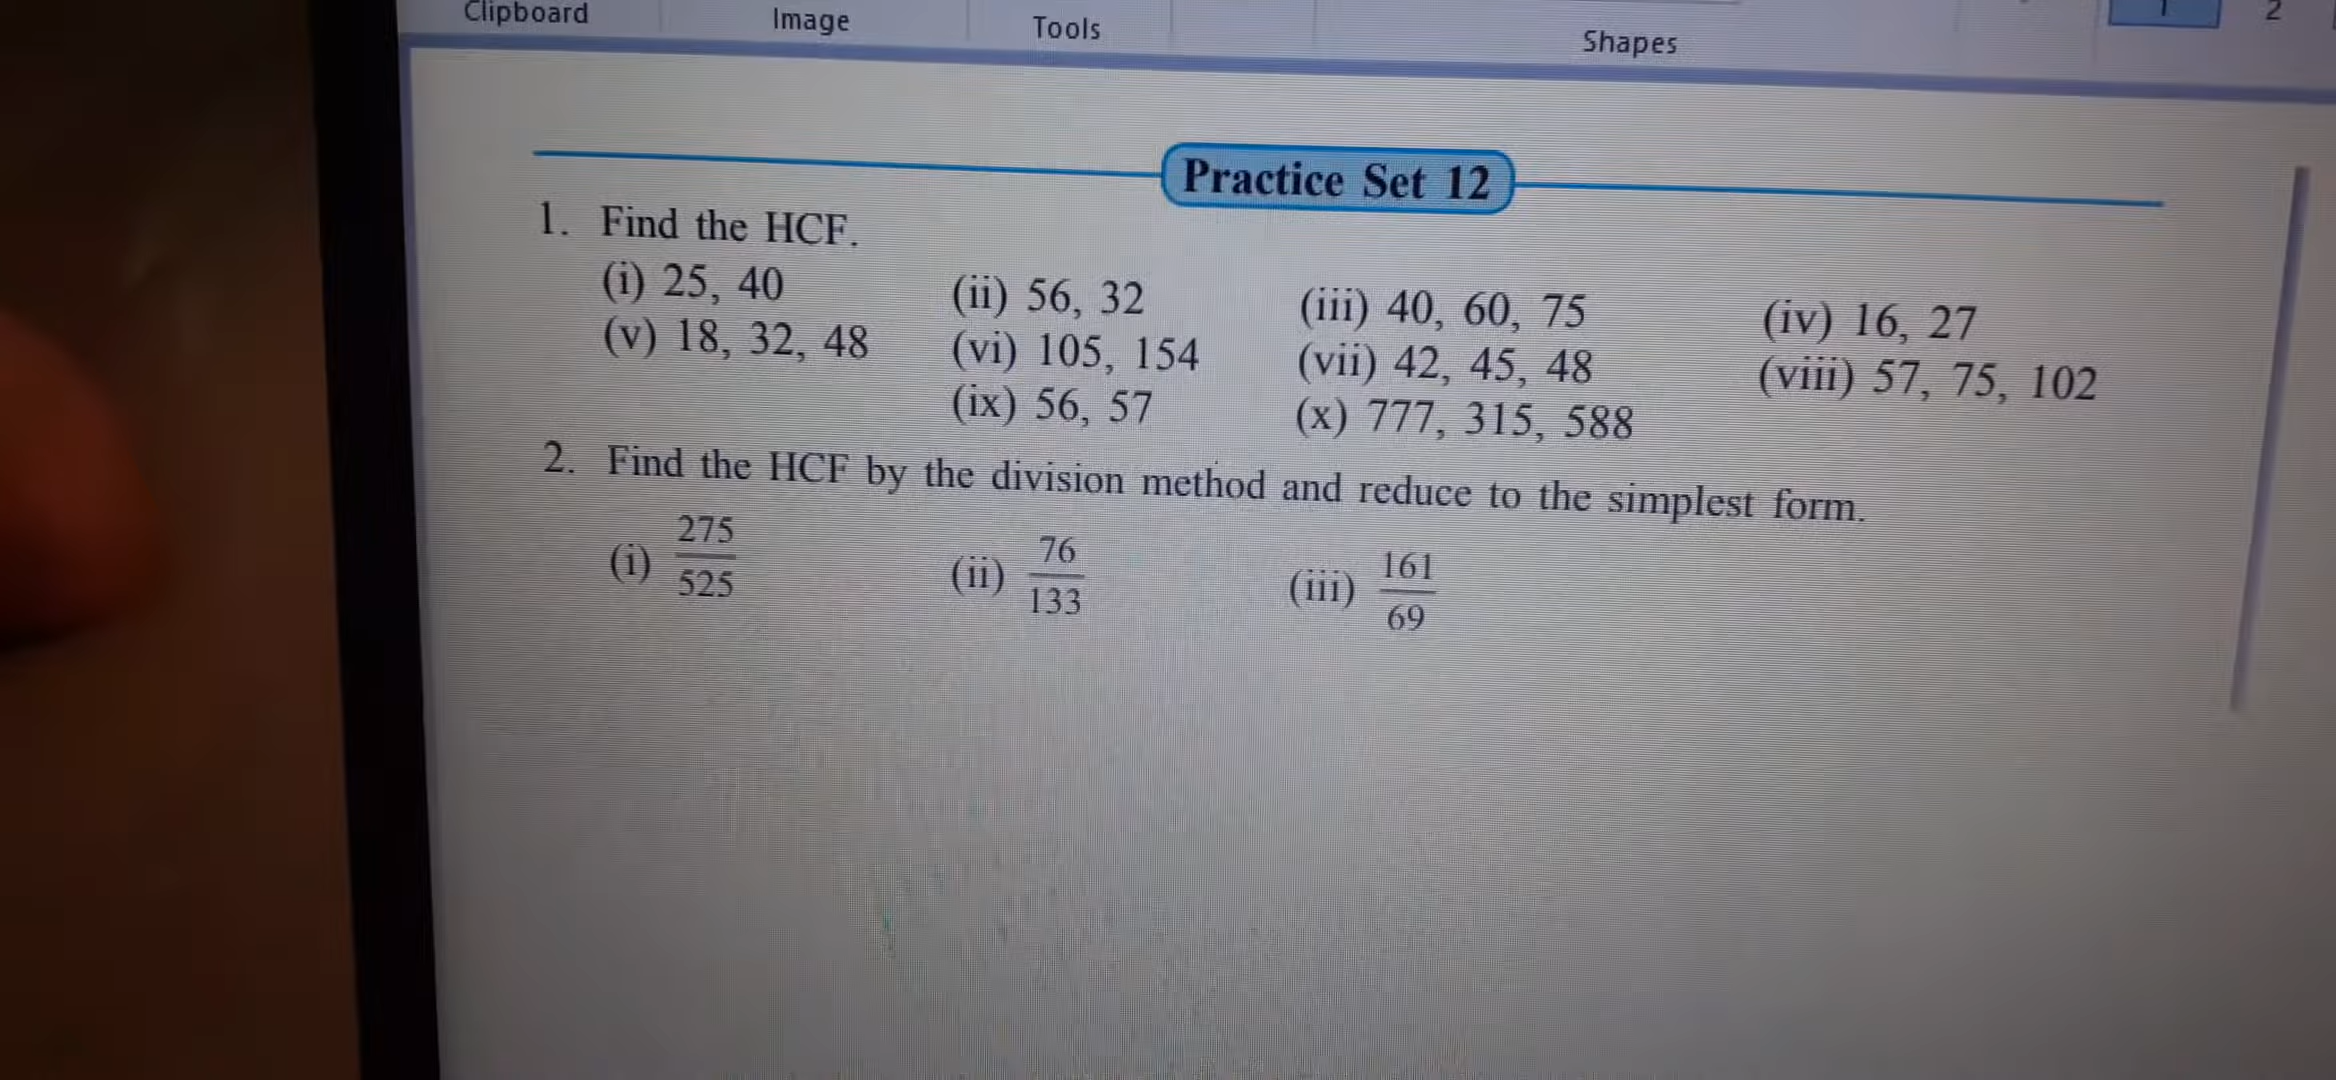 Clipboard Image Tools Shapes 1 2
Practice Set 12
1. Find the HCF.
(i) 25, 40 (ii) 56, 32 (iii) 40, 60, 75 (iv) 16, 27
(v) 18, 32, 48 (vi) 105, 154 (vii) 42, 45, 48 (viii) 57, 75, 102
(ix) 56, 57 (x) 777, 315, 588
2. Find the HCF by the division method and reduce to the simplest form.
(i) 275/525 (ii) 76/133 (iii) 161/69